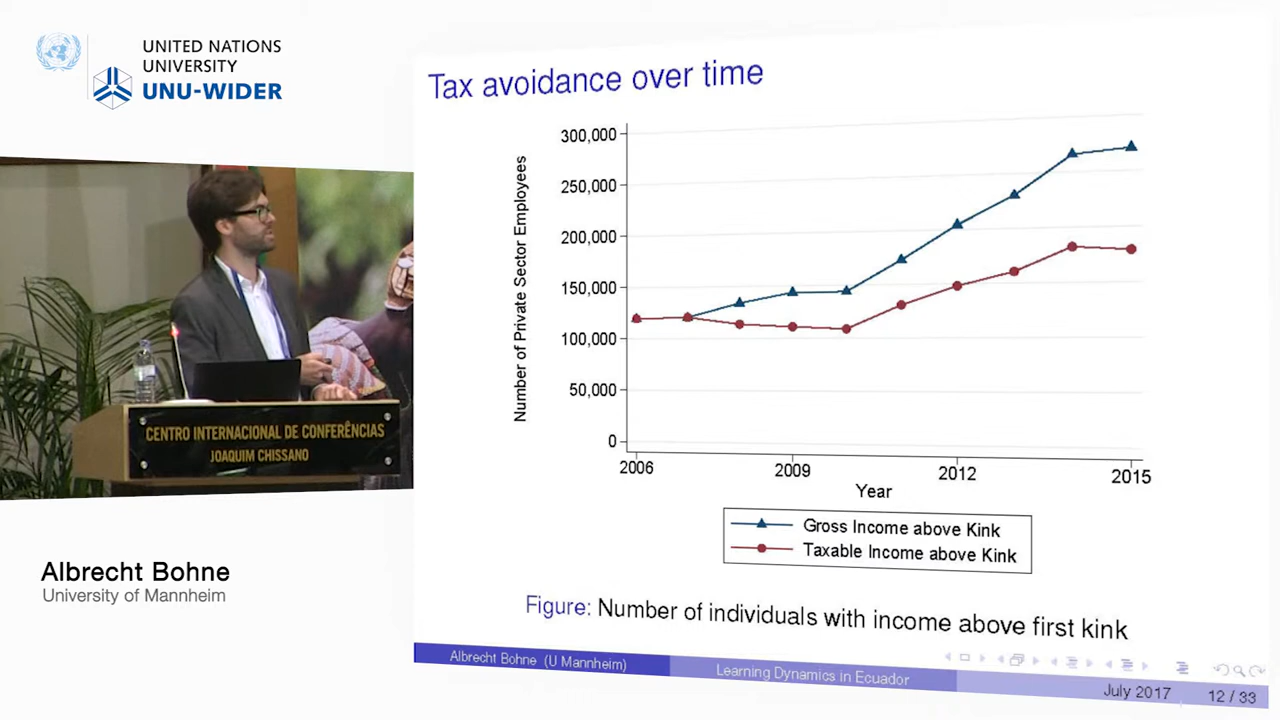 UNITED NATIONS
UNIVERSITY
UNU-WIDER
Tax avoidance over time
Number of Private Sector Employees
300,000
250,000
200,000
150,000
100,000
50,000
0
2006
2009
2012
2015
Year
Gross Income above Kink
Taxable Income above Kink
Figure: Number of individuals with income above first kink
Albrecht Bohne (U Mannheim)
Learning Dynamics in Ecuador
July 2017
12 / 33
CENTRO INTERNACIONAL DE CONFERÊNCIAS
JOAQUIM CHISSANO
Albrecht Bohne
University of Mannheim